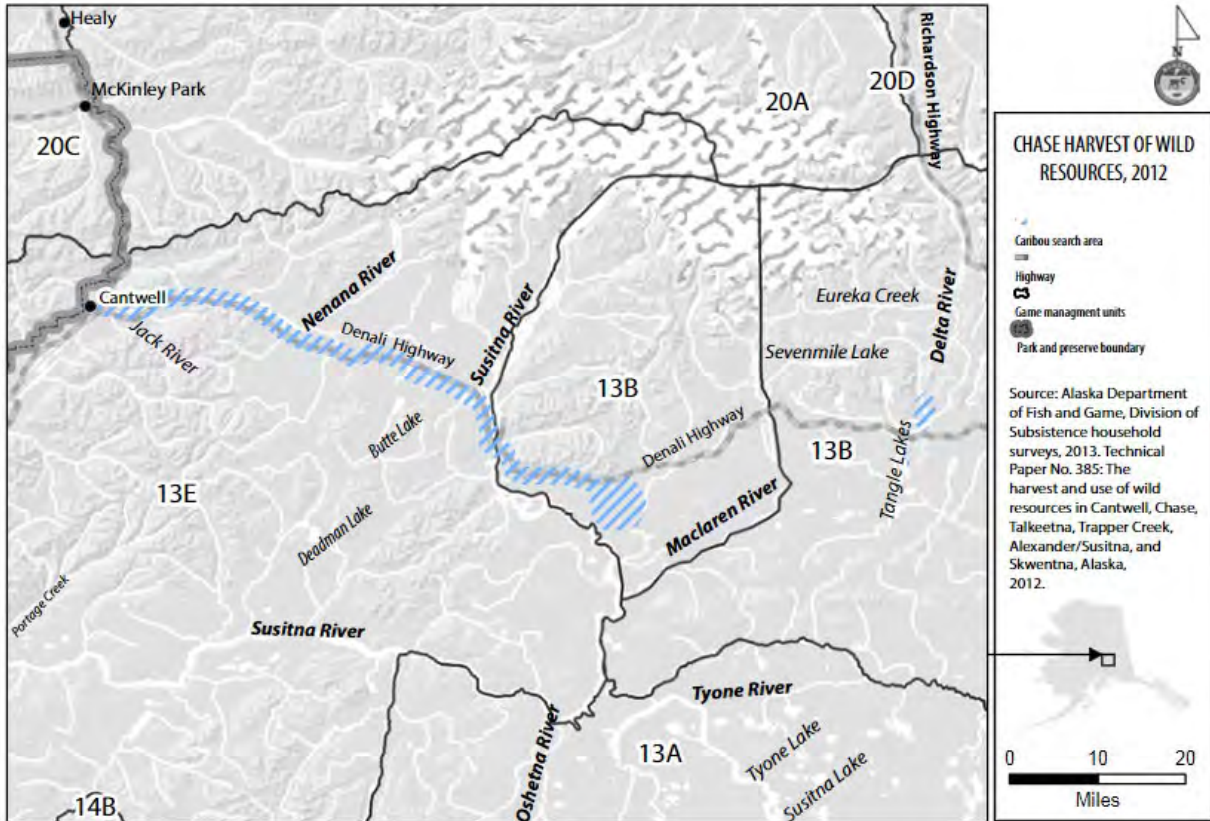 Healy
McKinley Park
20C
20A
20D
Richardson Highway
Cantwell
Jack River
Nenana River
Denali Highway
Susitna River
Eureka Creek
Delta River
Sevenmile Lake
13B
Butte Lake
Denali Highway
13B
Tangle Lakes
13E
Deadman Lake
Maclaren River
Portage Creek
Susitna River
Tyone River
Oshetna River
13A
Tyone Lake
Susitna Lake
14B
N
CHASE HARVEST OF WILD
RESOURCES, 2012
Caribou search area
Highway
Game managment units
Park and preserve boundary
Source: Alaska Department
of Fish and Game, Division of
Subsistence household
surveys, 2013. Technical
Paper No. 385: The
harvest and use of wild
resources in Cantwell, Chase,
Talkeetna, Trapper Creek,
Alexander/Susitna, and
Skwentna, Alaska,
2012.
0 10 20
Miles